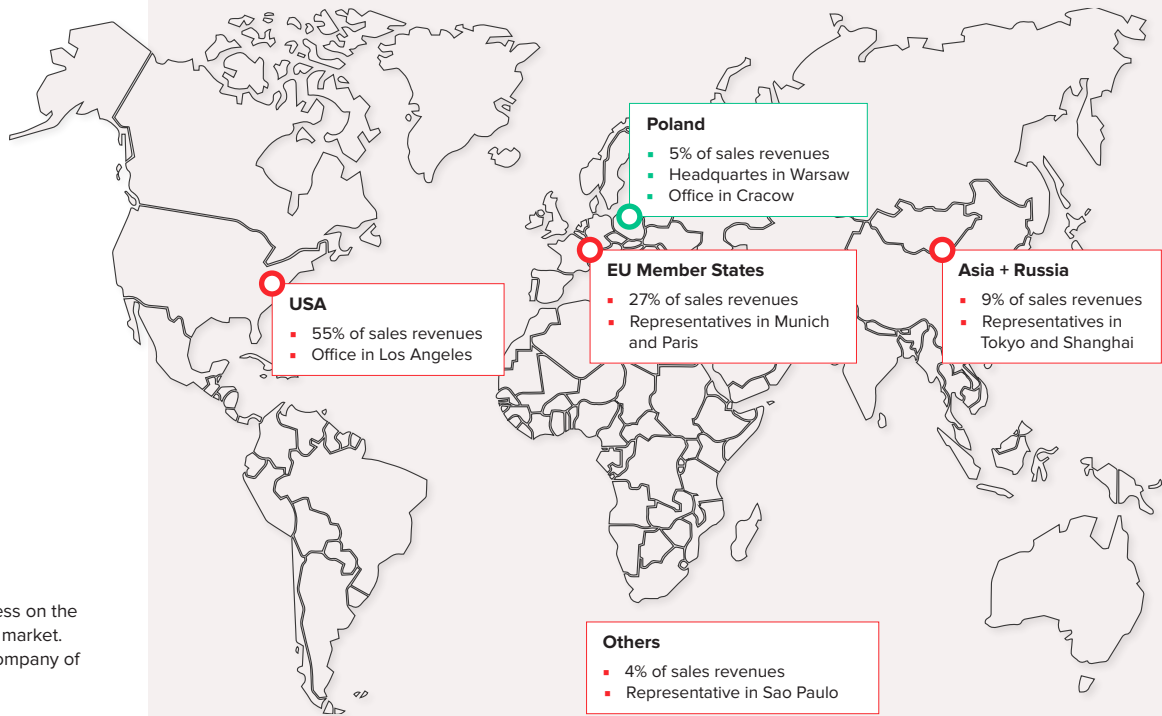 Poland
▪ 5% of sales revenues
▪ Headquartes in Warsaw
▪ Office in Cracow
USA
▪ 55% of sales revenues
▪ Office in Los Angeles
EU Member States
▪ 27% of sales revenues
▪ Representatives in Munich
and Paris
Asia + Russia
▪ 9% of sales revenues
▪ Representatives in
Tokyo and Shanghai
ess on the
market.
ompany of
Others
▪ 4% of sales revenues
▪ Representative in Sao Paulo